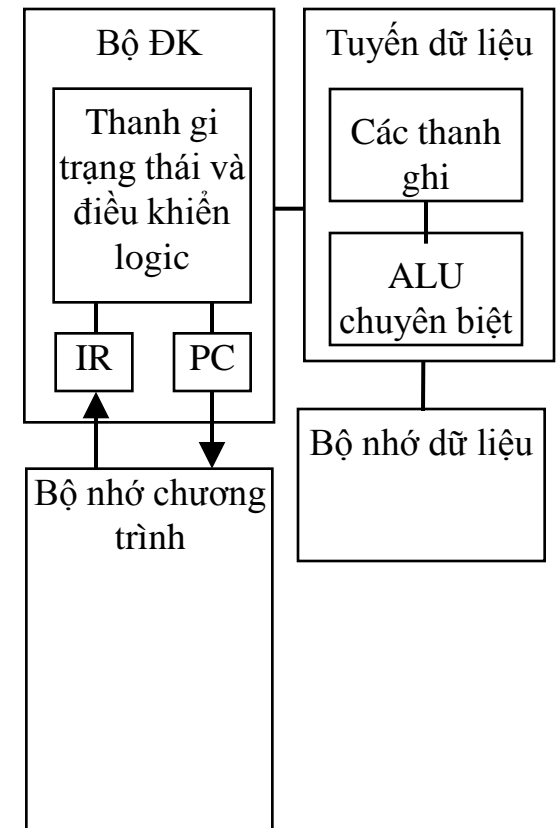 Bộ ĐK
Thanh gi
trạng thái và
điều khiển
logic
IR
PC
Tuyến dữ liệu
Các thanh
ghi
ALU
chuyên biệt
Bộ nhớ dữ liệu
Bộ nhớ chương
trình